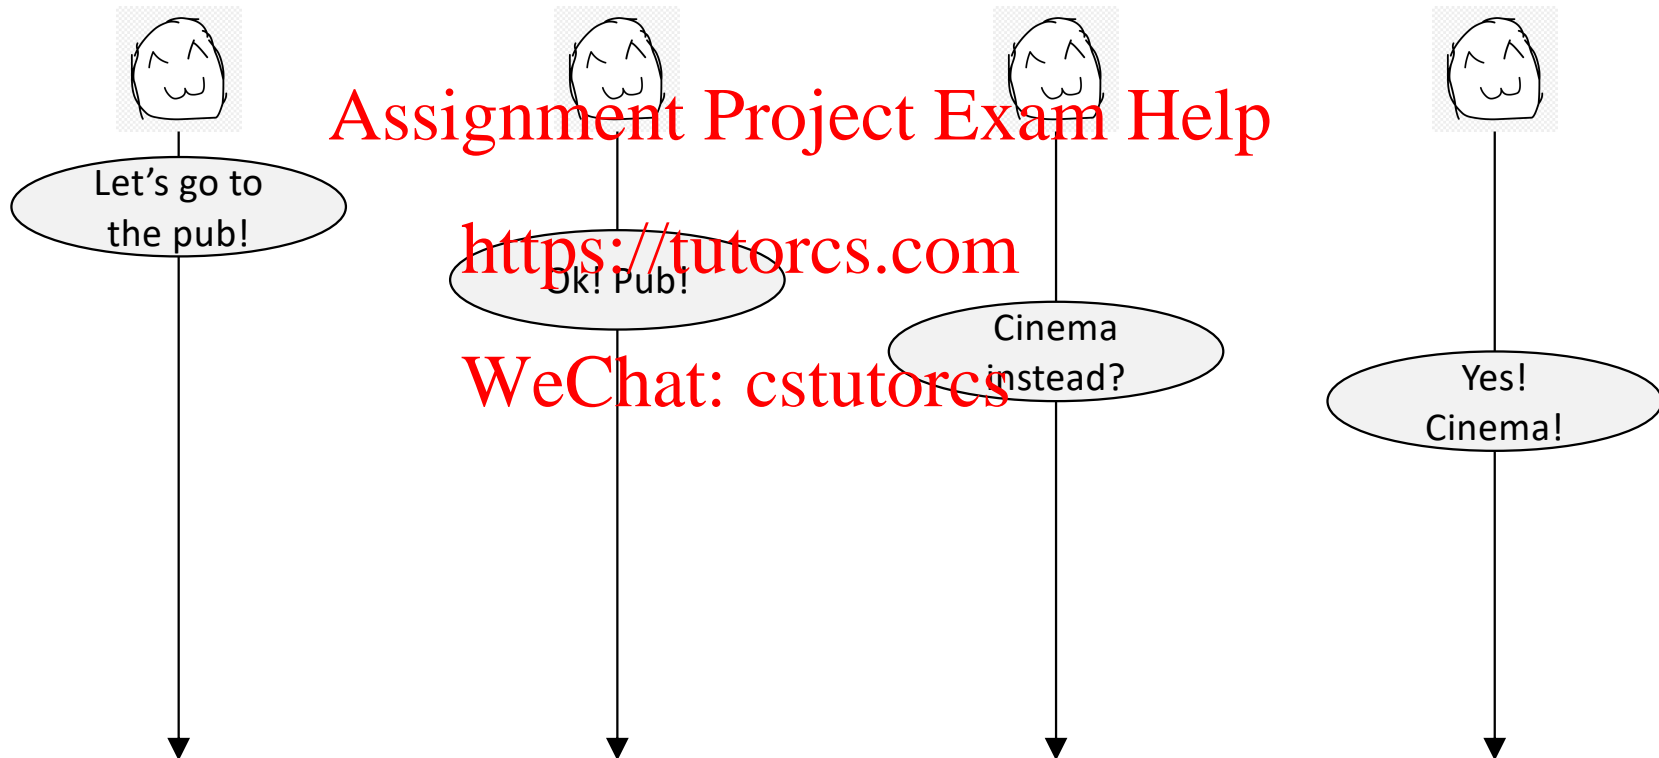 Assignment Project Exam Help
Let's go to
the pub!
https://tutorcs.com
Ok! Pub!
Cinema
instead?
WeChat: cstutorcs
Yes!
Cinema!